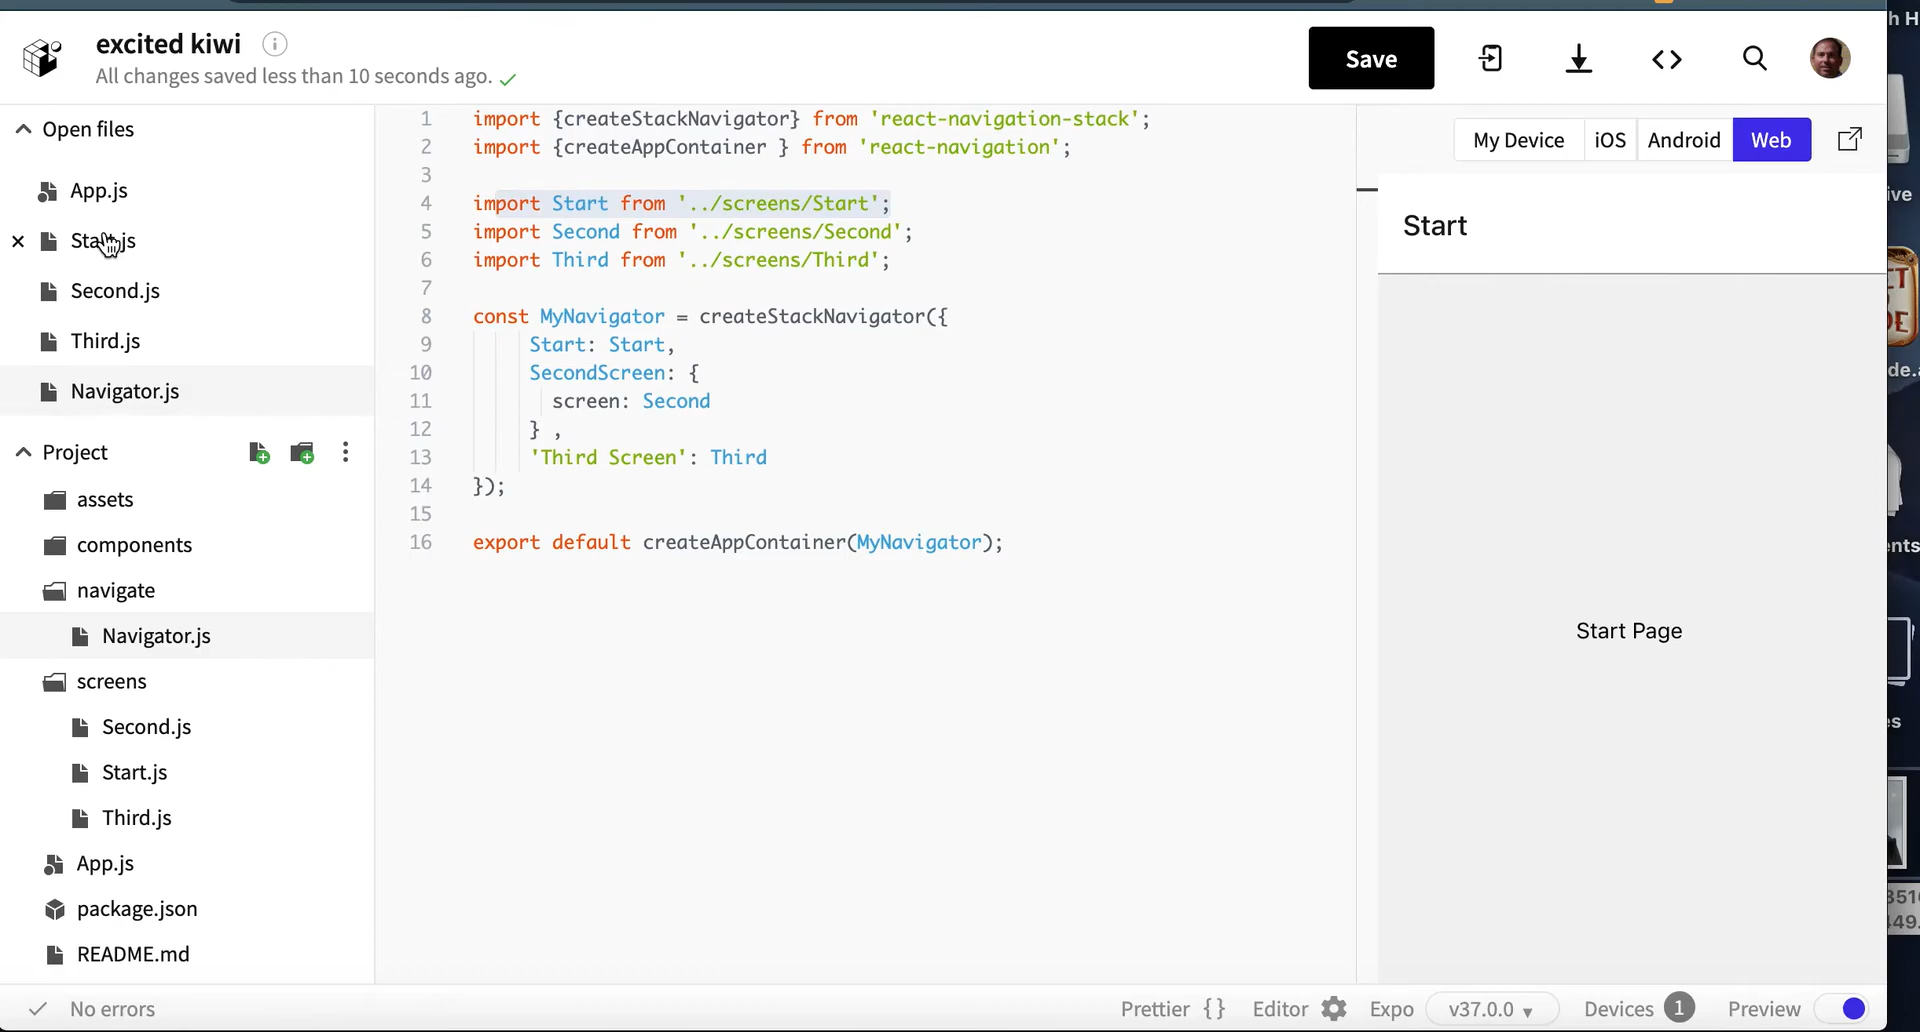 excited kiwi
All changes saved less than 10 seconds ago.
Save
Open files
App.js
Start.js
Second.js
Third.js
Navigator.js
Project
assets
components
navigate
Navigator.js
screens
Second.js
Start.js
Third.js
App.js
package.json
README.md
1 import {createStackNavigator} from 'react-navigation-stack';
2 import {createAppContainer } from 'react-navigation';
3
4 import Start from '../screens/Start';
5 import Second from '../screens/Second';
6 import Third from '../screens/Third';
7
8 const MyNavigator = createStackNavigator({
9 Start: Start,
10 SecondScreen: {
11 screen: Second
12 } ,
13 'Third Screen': Third
14 });
15
16 export default createAppContainer(MyNavigator);
My Device iOS Android Web
Start
Start Page
No errors
Prettier {} Editor Expo v37.0.0 Devices 1 Preview
h H
ive
de.a
nts
s
351
49.